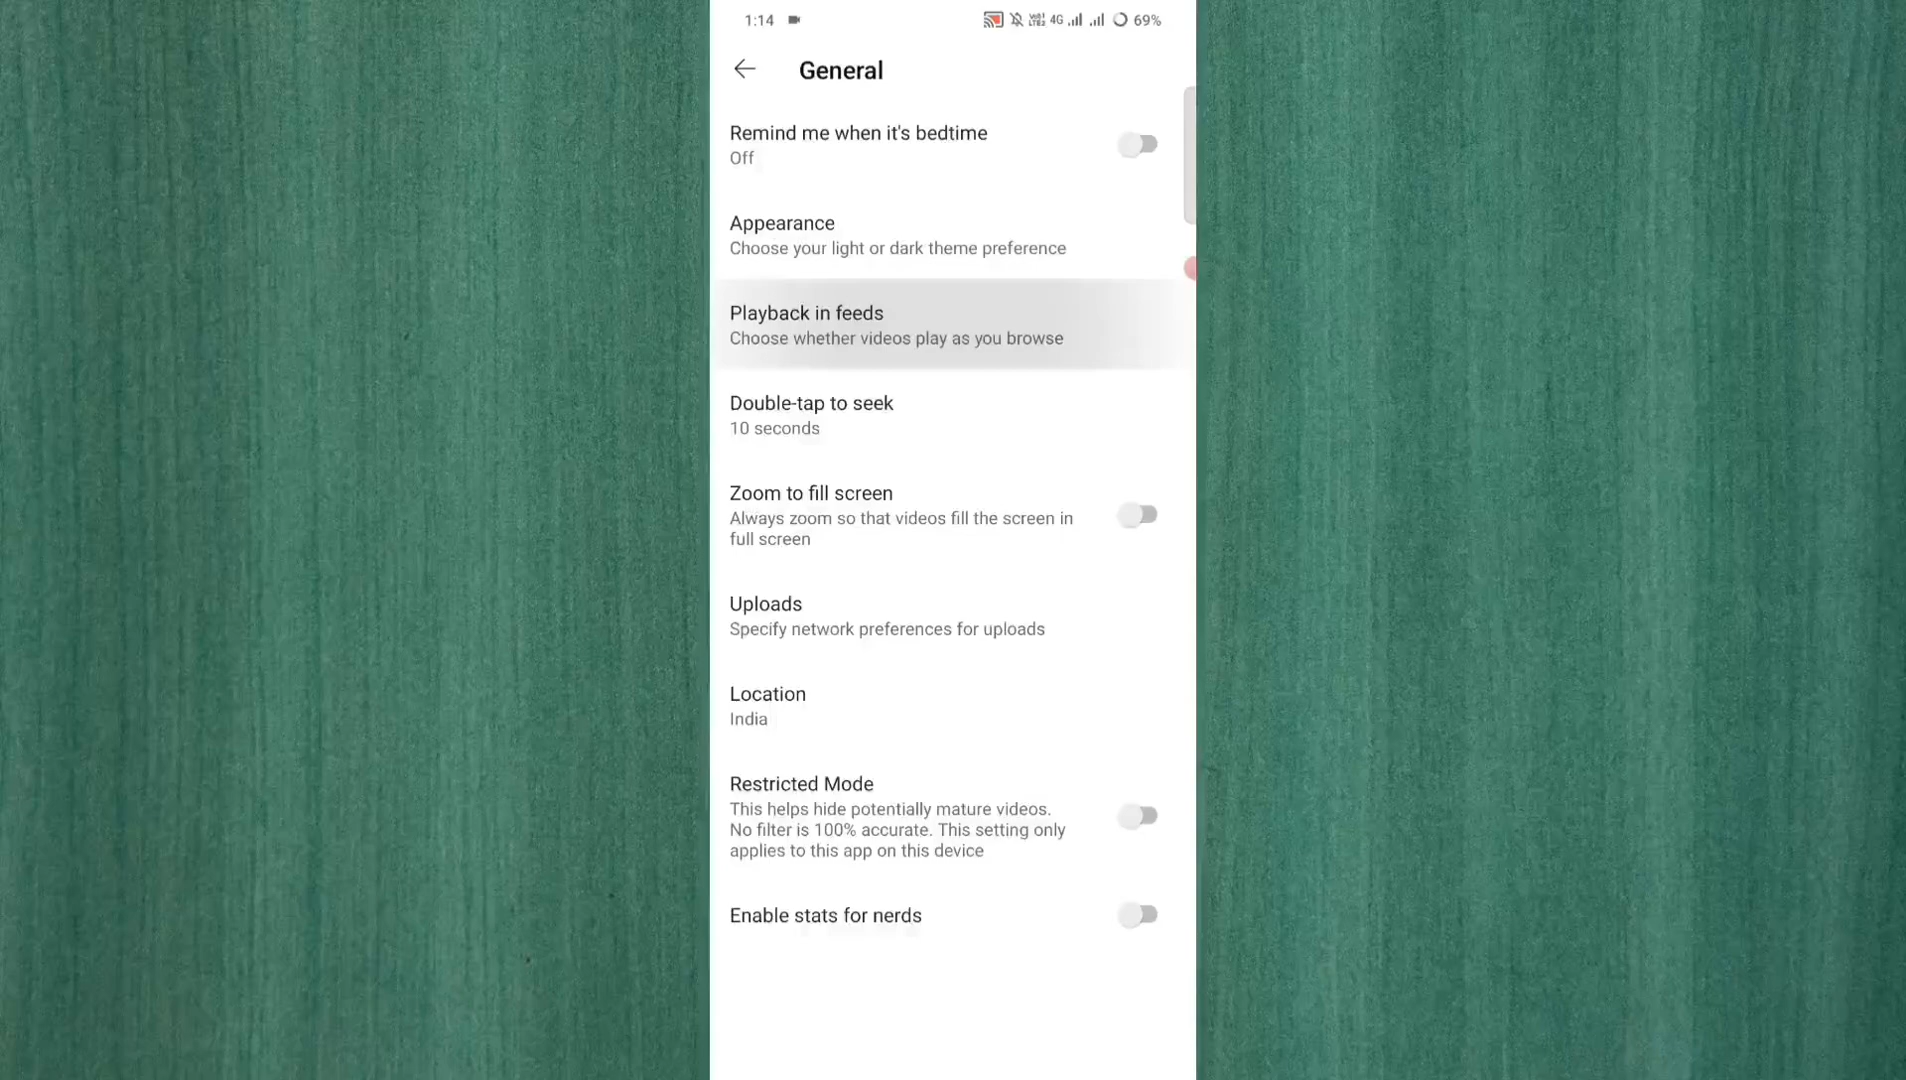 1:14
4G 69%
General
Remind me when it's bedtime
Off
Appearance
Choose your light or dark theme preference
Playback in feeds
Choose whether videos play as you browse
Double-tap to seek
10 seconds
Zoom to fill screen
Always zoom so that videos fill the screen in
full screen
Uploads
Specify network preferences for uploads
Location
India
Restricted Mode
This helps hide potentially mature videos.
No filter is 100% accurate. This setting only
applies to this app on this device
Enable stats for nerds